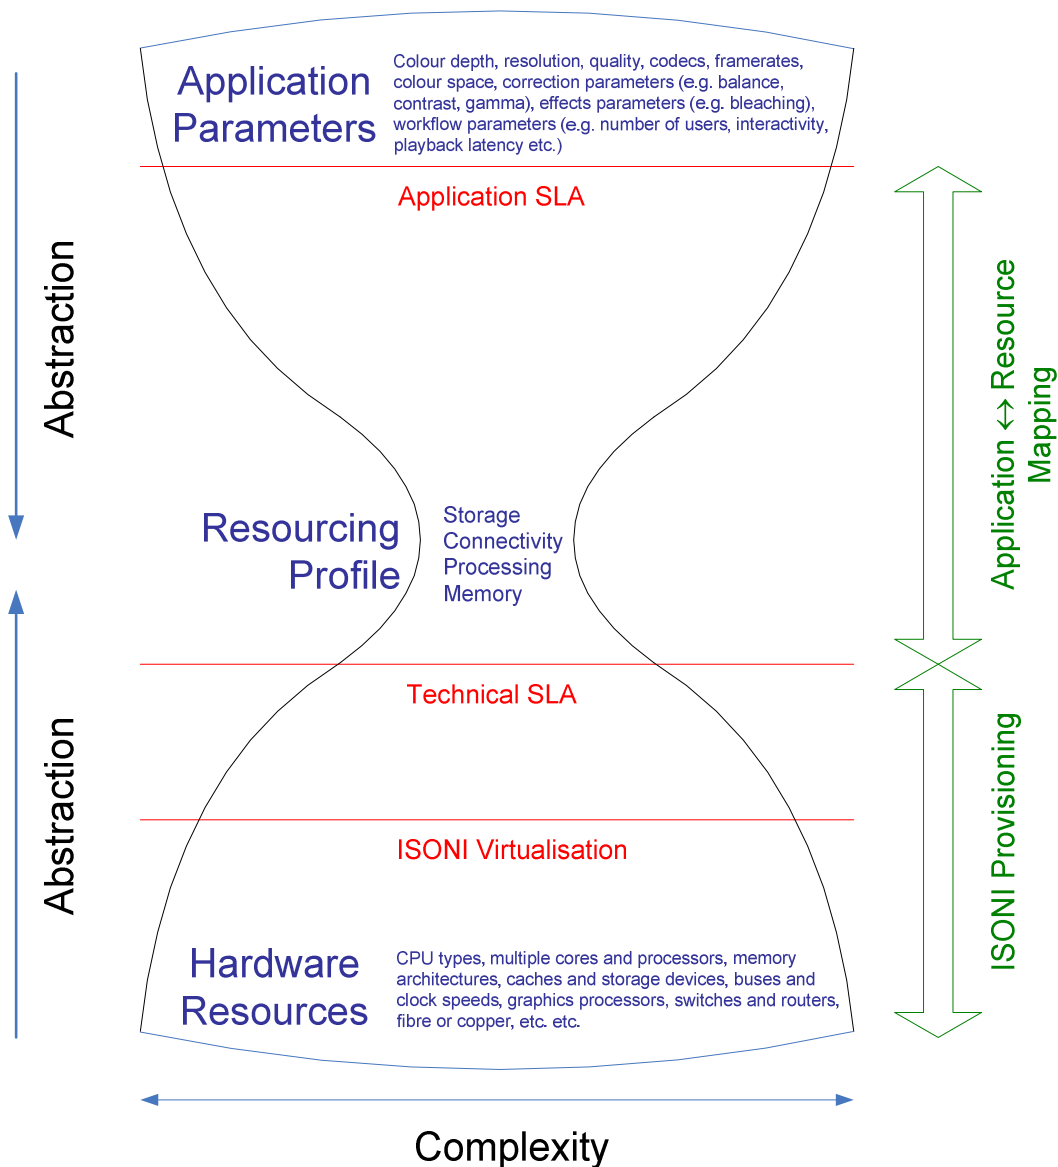 Application
Parameters
Colour depth, resolution, quality, codecs, framerates,
colour space, correction parameters (e.g. balance,
contrast, gamma), effects parameters (e.g. bleaching),
workflow parameters (e.g. number of users, interactivity,
playback latency etc.)
Application SLA
Abstraction
Application ↔ Resource
Mapping
Resourcing
Profile
Storage
Connectivity
Processing
Memory
Technical SLA
Abstraction
ISONI Provisioning
ISONI Virtualisation
Hardware
Resources
CPU types, multiple cores and processors, memory
architectures, caches and storage devices, buses and
clock speeds, graphics processors, switches and routers,
fibre or copper, etc. etc.
Complexity